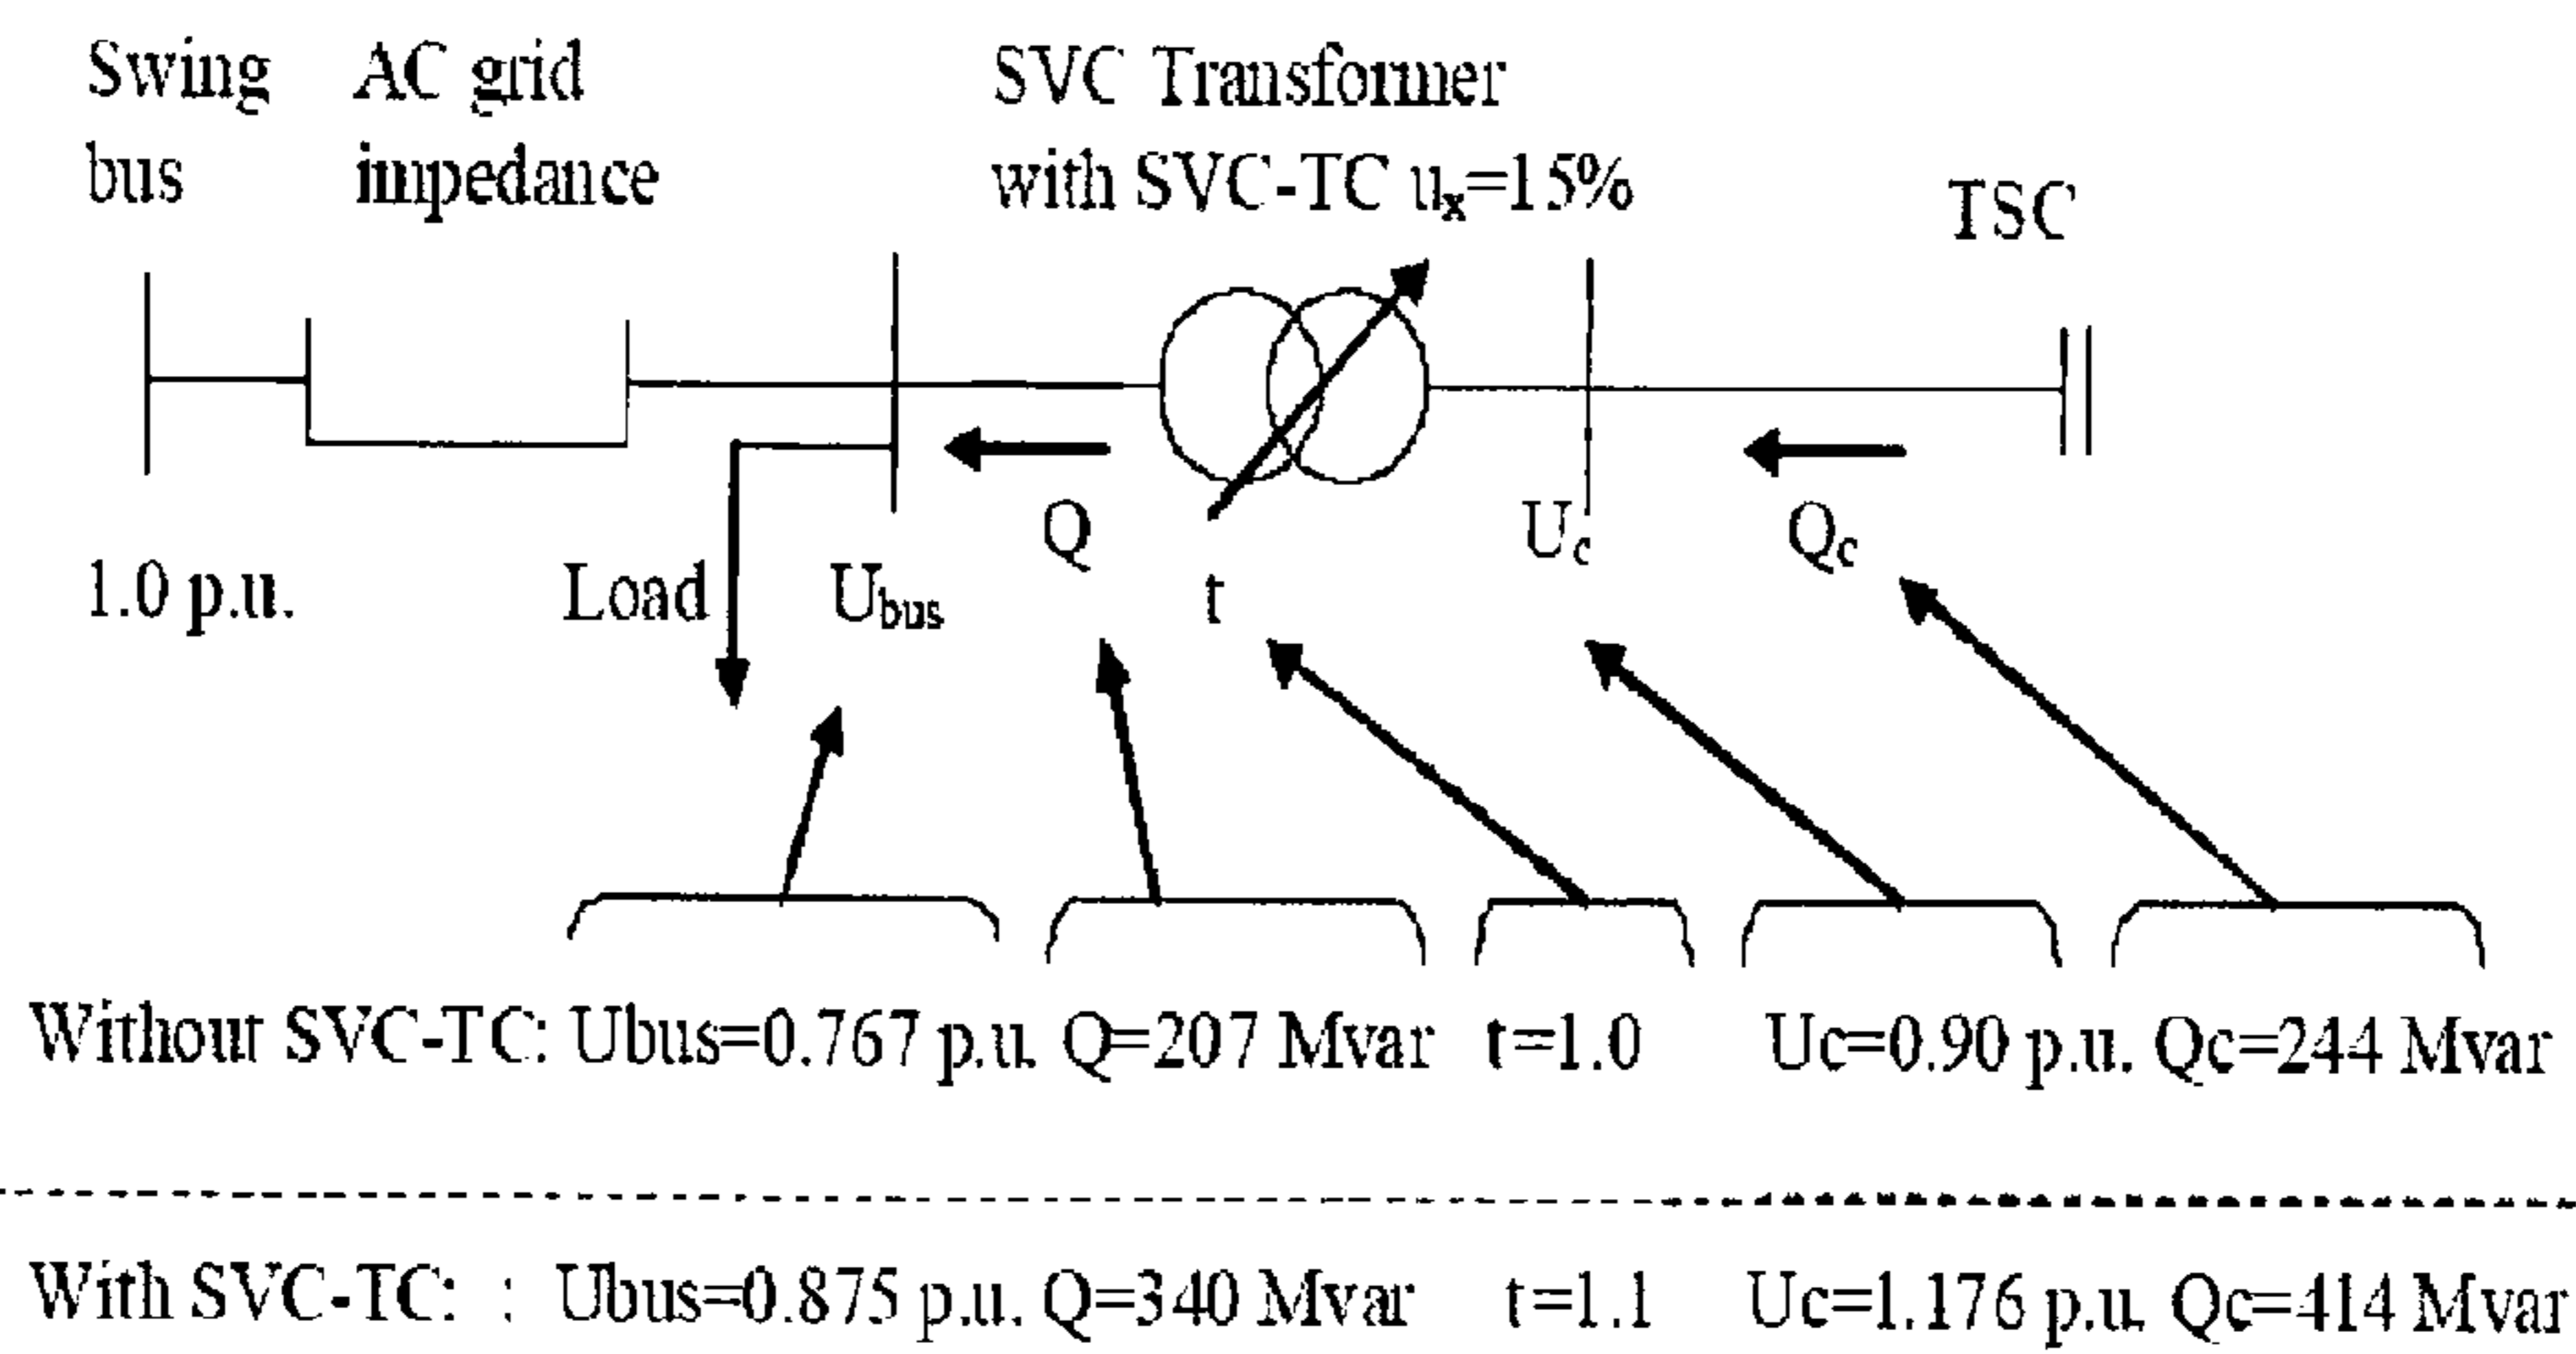 Swing AC grid SVC Transformer
bus impedance with SVC-TC uₓ=15% TSC
Q Uc Qc
1.0 p.u. Load Ubus t
Without SVC-TC: Ubus=0.767 p.u. Q=207 Mvar t=1.0 Uc=0.90 p.u. Qc=244 Mvar
With SVC-TC: : Ubus=0.875 p.u. Q=340 Mvar t=1.1 Uc=1.176 p.u. Qc=414 Mvar